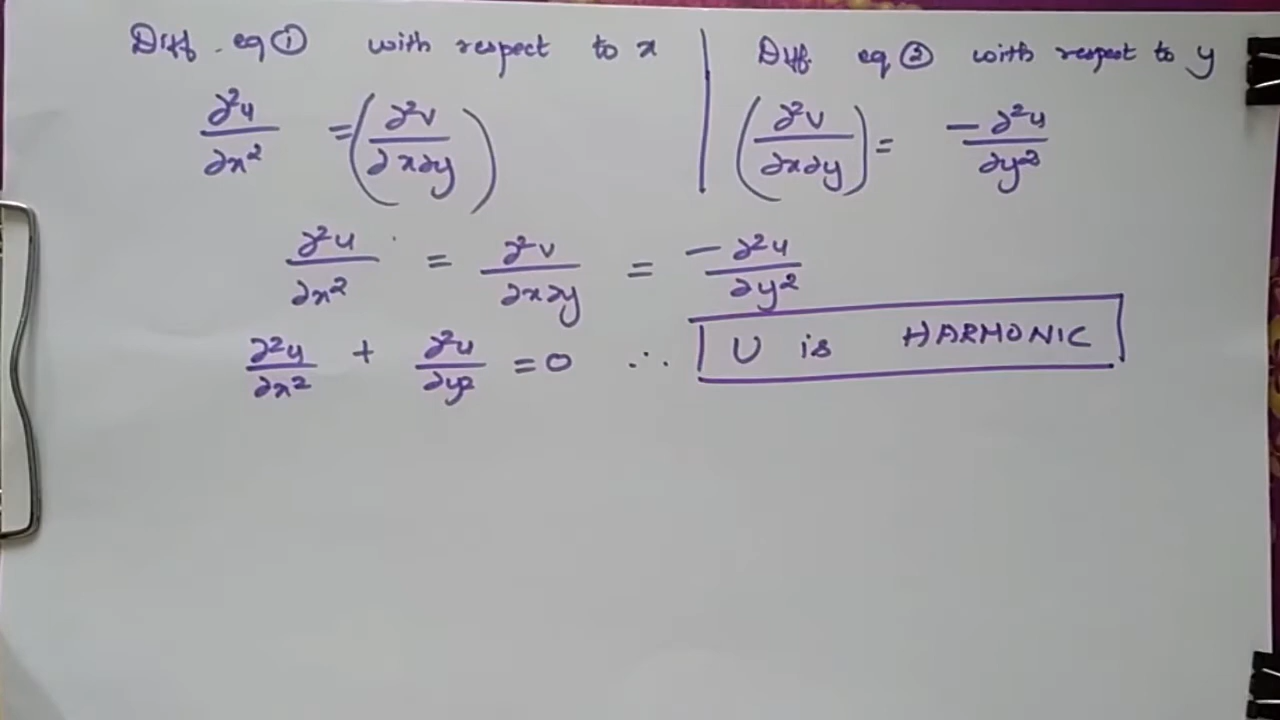 Diff. eq ① with respect to x
∂²u/∂x² = (∂²v/∂x∂y)
Diff. eq ② with respect to y
(∂²v/∂x∂y) = -∂²u/∂y²
∂²u/∂x² = ∂²v/∂x∂y = -∂²u/∂y²
∂²u/∂x² + ∂²u/∂y² = 0 ∴ U is HARMONIC